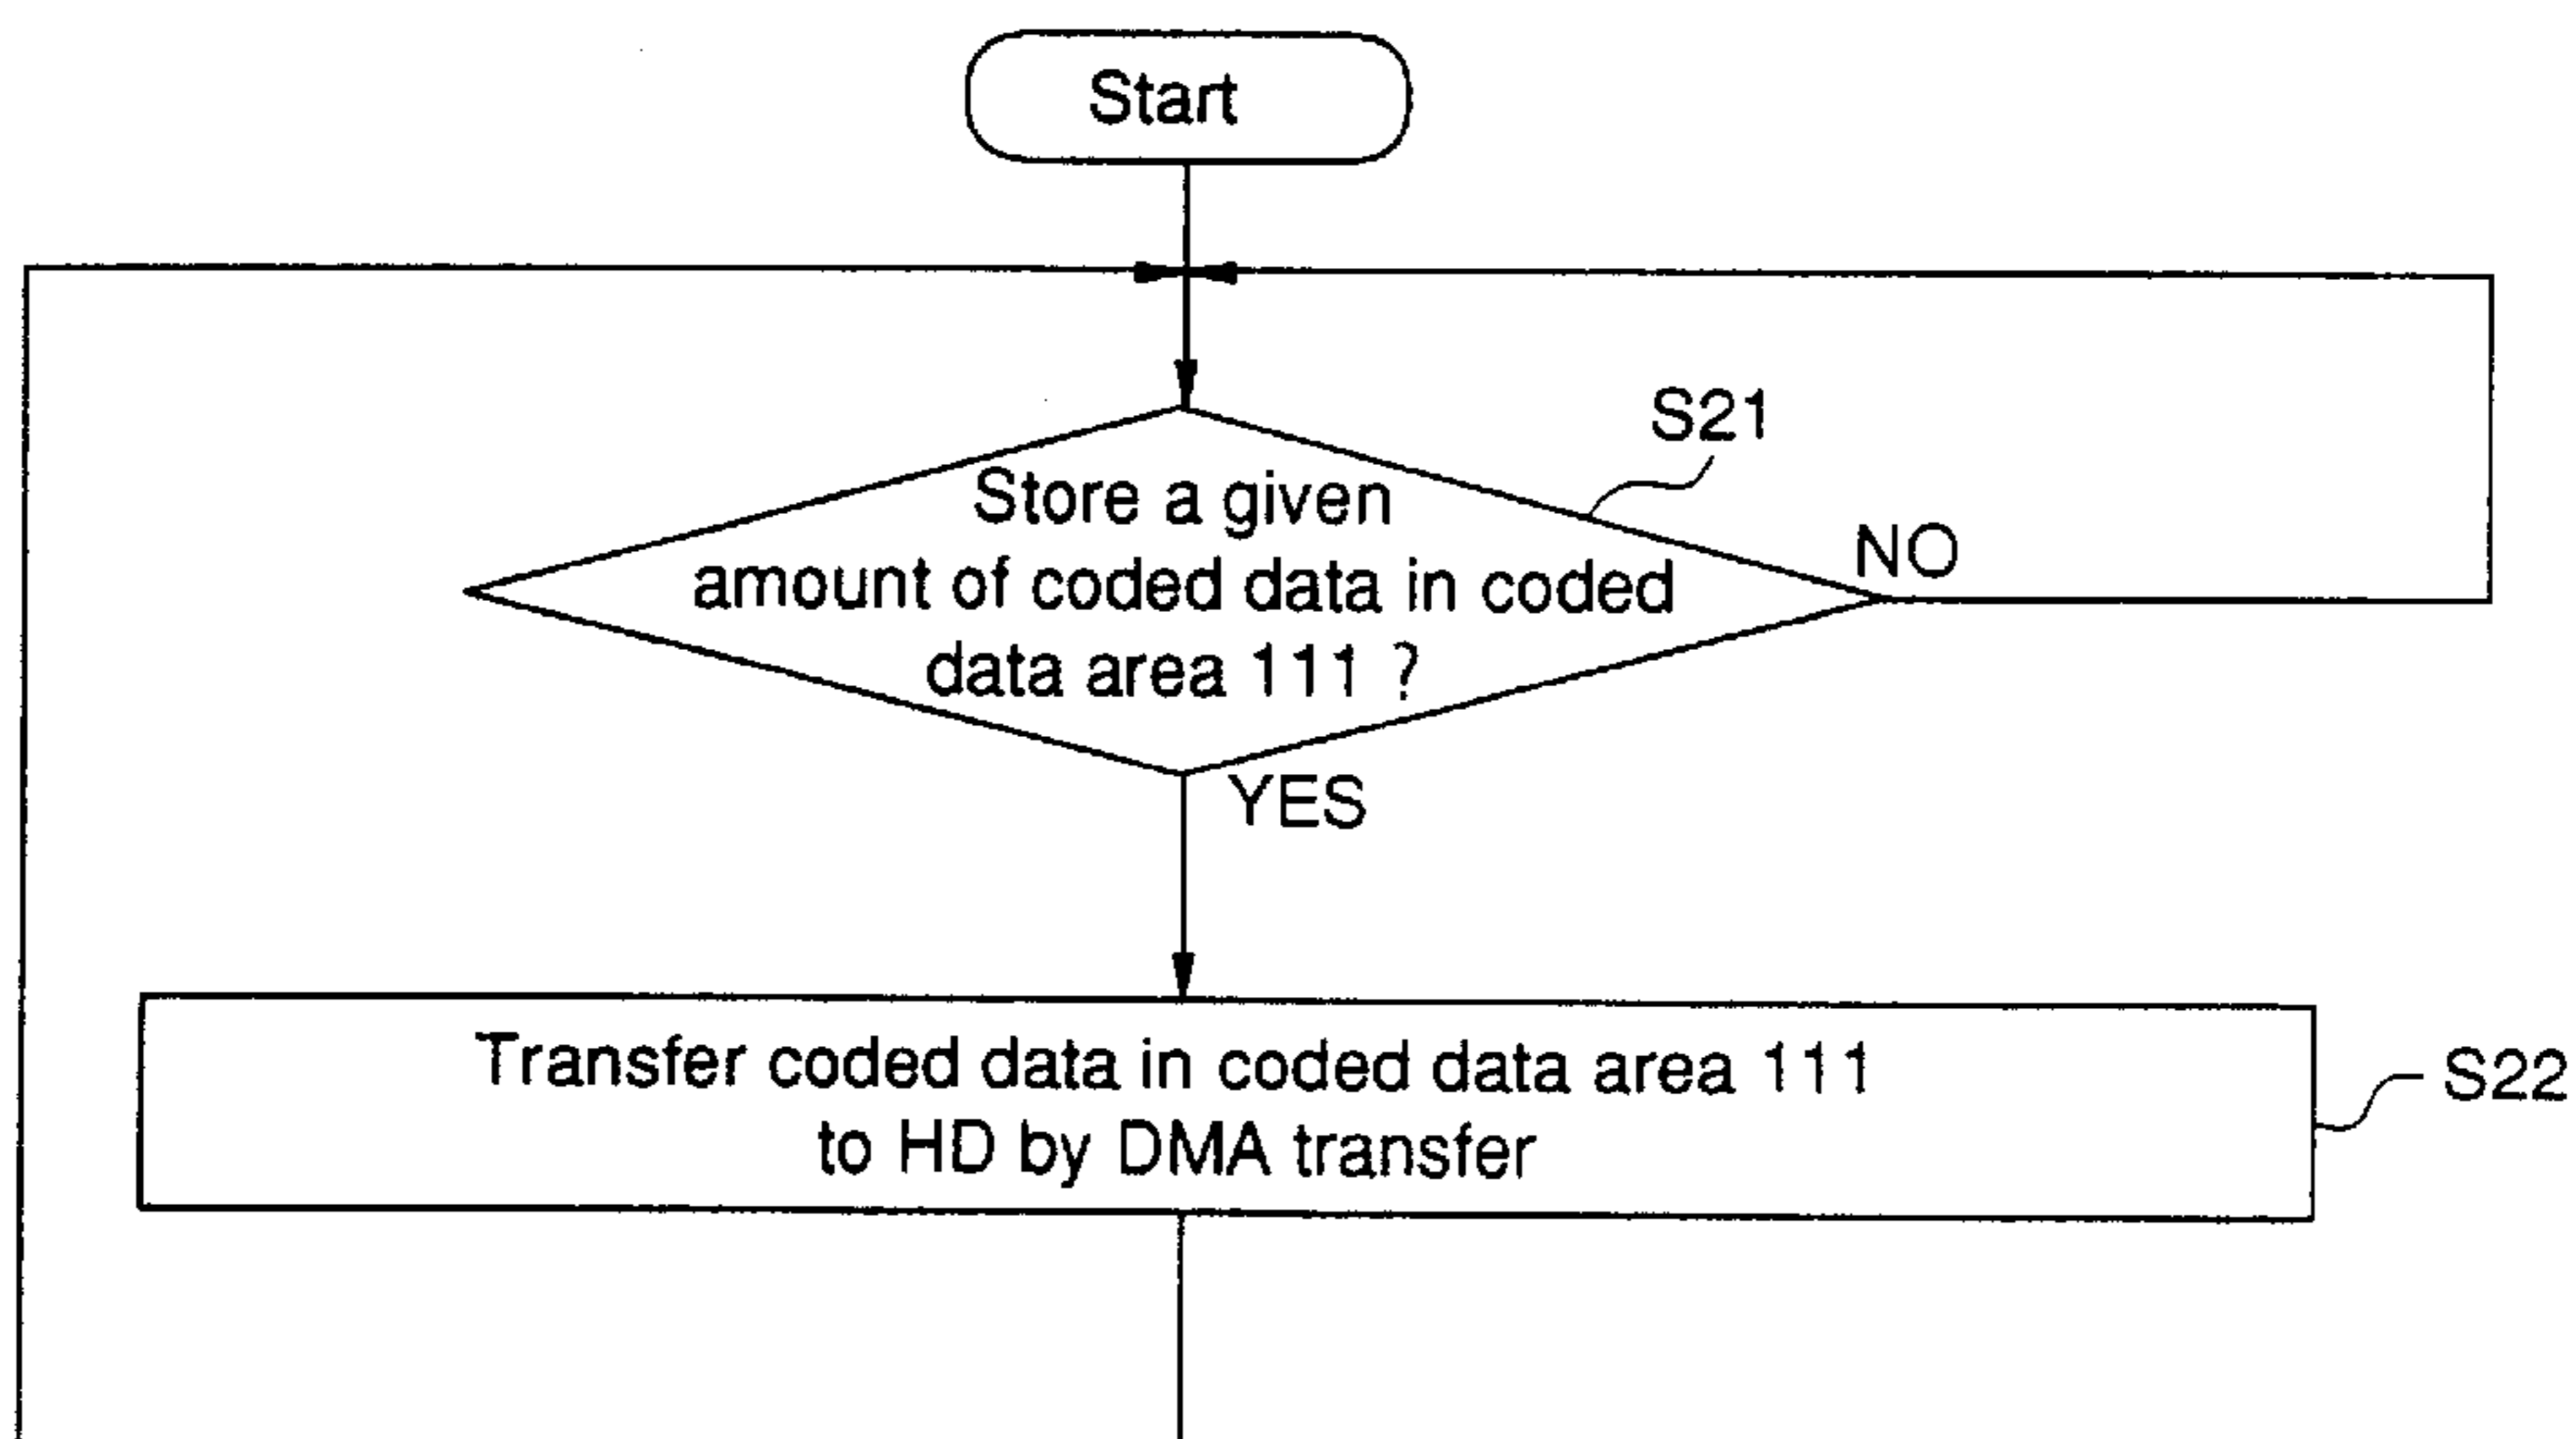 Start
S21
Store a given
amount of coded data in coded
data area 111 ?
NO
YES
Transfer coded data in coded data area 111
to HD by DMA transfer
S22